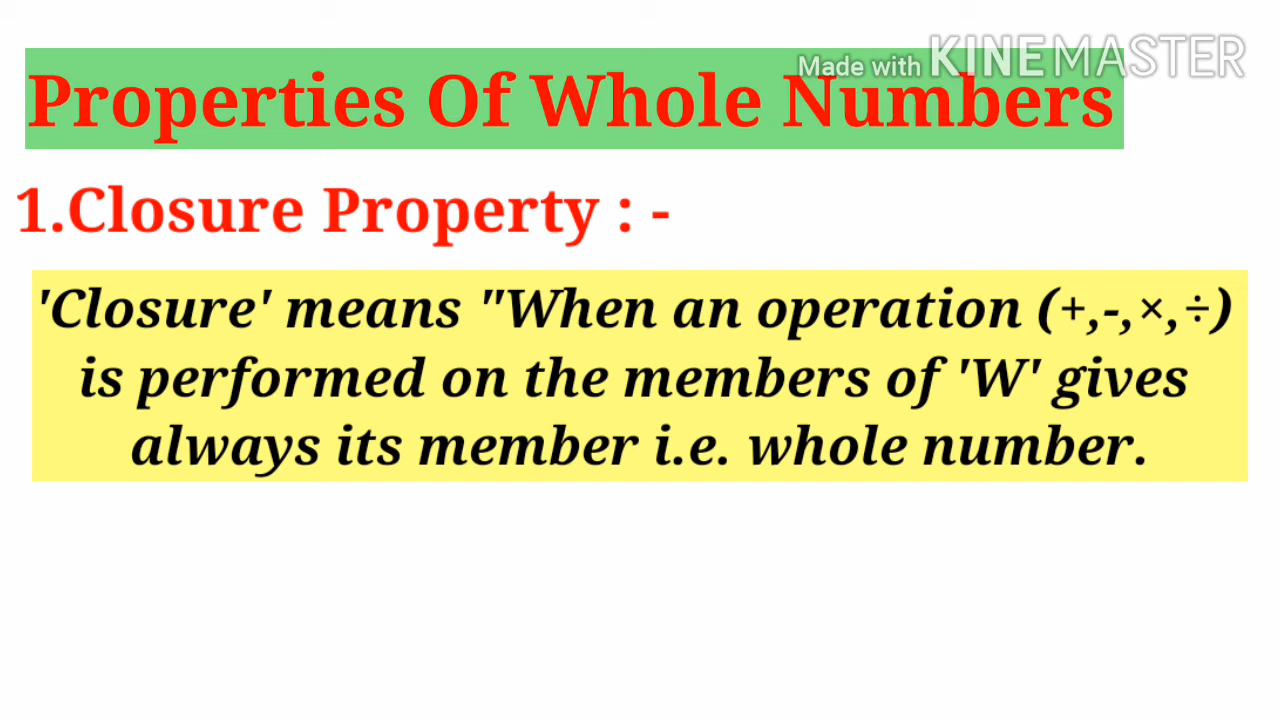 Made with KINEMASTER
Properties Of Whole Numbers
1.Closure Property : -
'Closure' means "When an operation (+,-,×,÷)
is performed on the members of 'W' gives
always its member i.e. whole number.